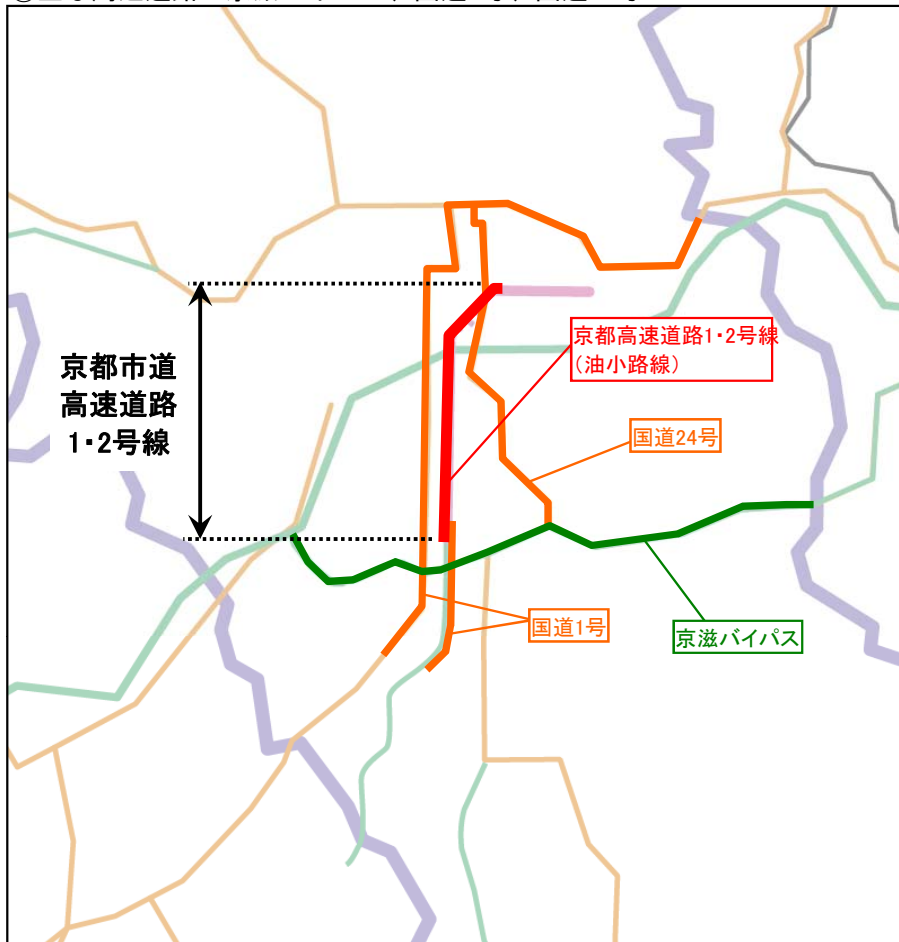 京都市道
高速道路
1・2号線
京都高速道路1・2号線
(油小路線)
国道24号
国道1号
京滋バイパス